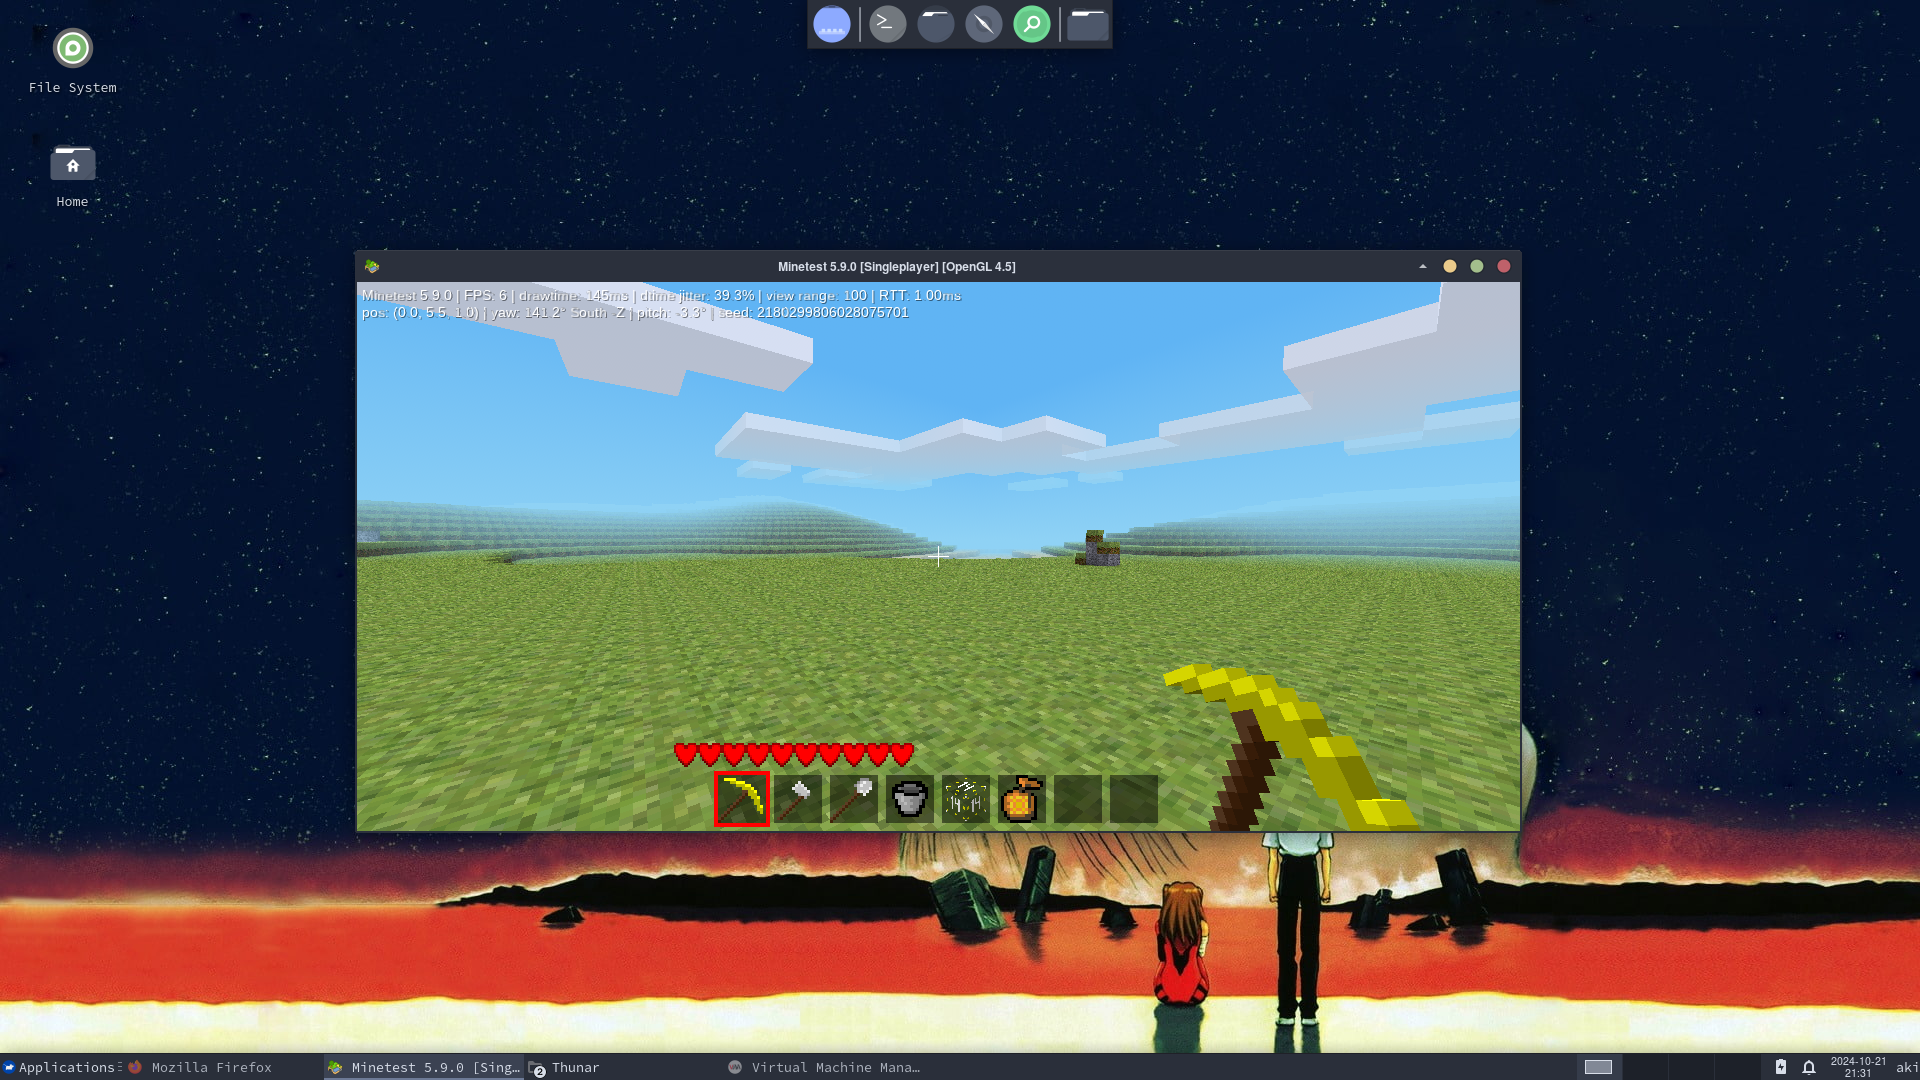 File System
Home
Minetest 5.9.0 [Singleplayer] [OpenGL 4.5]
Minetest 5.9.0 | FPS: 6 | drawtime: 145ms | dtime jitter: 39.3% | view range: 100 | RTT: 1.00ms
pos: (0.0, 5.5, 1.0) | yaw: 141.2° South -Z | pitch: -3.3° | seed: 2180299806028075701
14 14
Applications
Mozilla Firefox
Minetest 5.9.0 [Sing…
2
Thunar
Virtual Machine Mana…
2024-10-21
21:31
aki